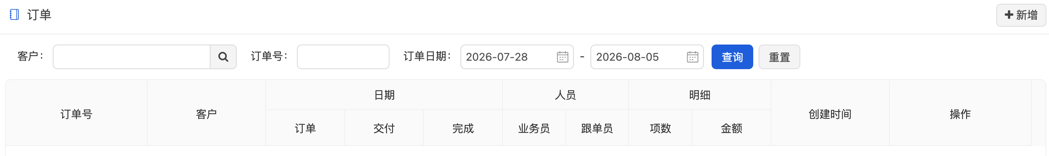 订单
新增
客户： 订单号： 订单日期： 2026-07-28 - 2026-08-05 查询 重置
订单号 客户 日期 人员 明细 创建时间 操作
订单 交付 完成 业务员 跟单员 项数 金额